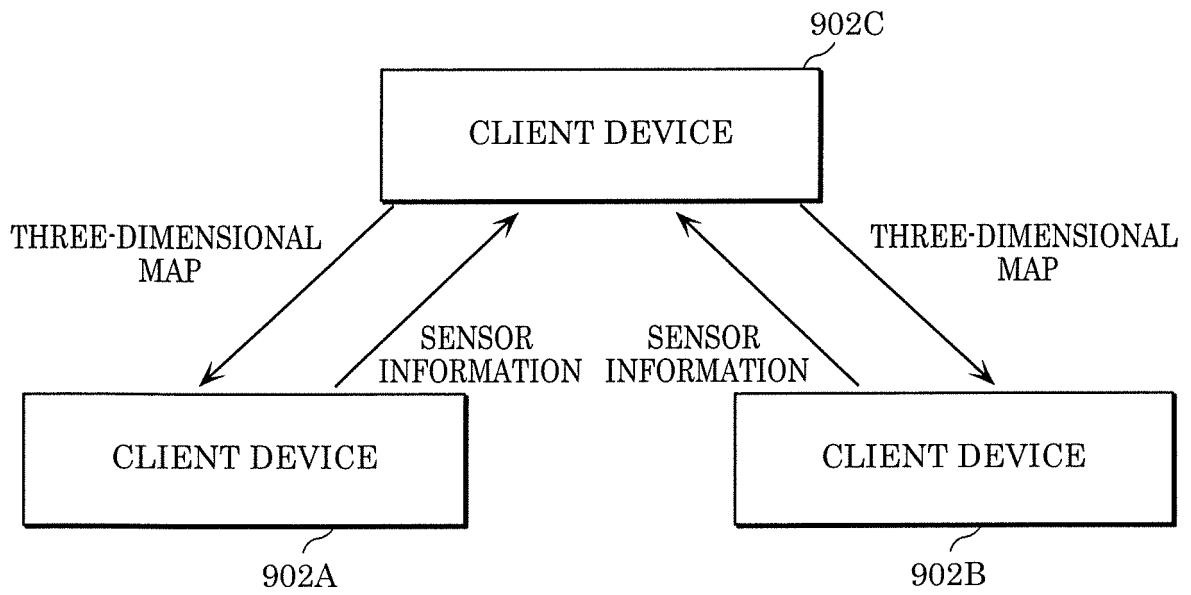 902C
CLIENT DEVICE
THREE-DIMENSIONAL
MAP
THREE-DIMENSIONAL
MAP
SENSOR
INFORMATION
SENSOR
INFORMATION
CLIENT DEVICE
CLIENT DEVICE
902A
902B